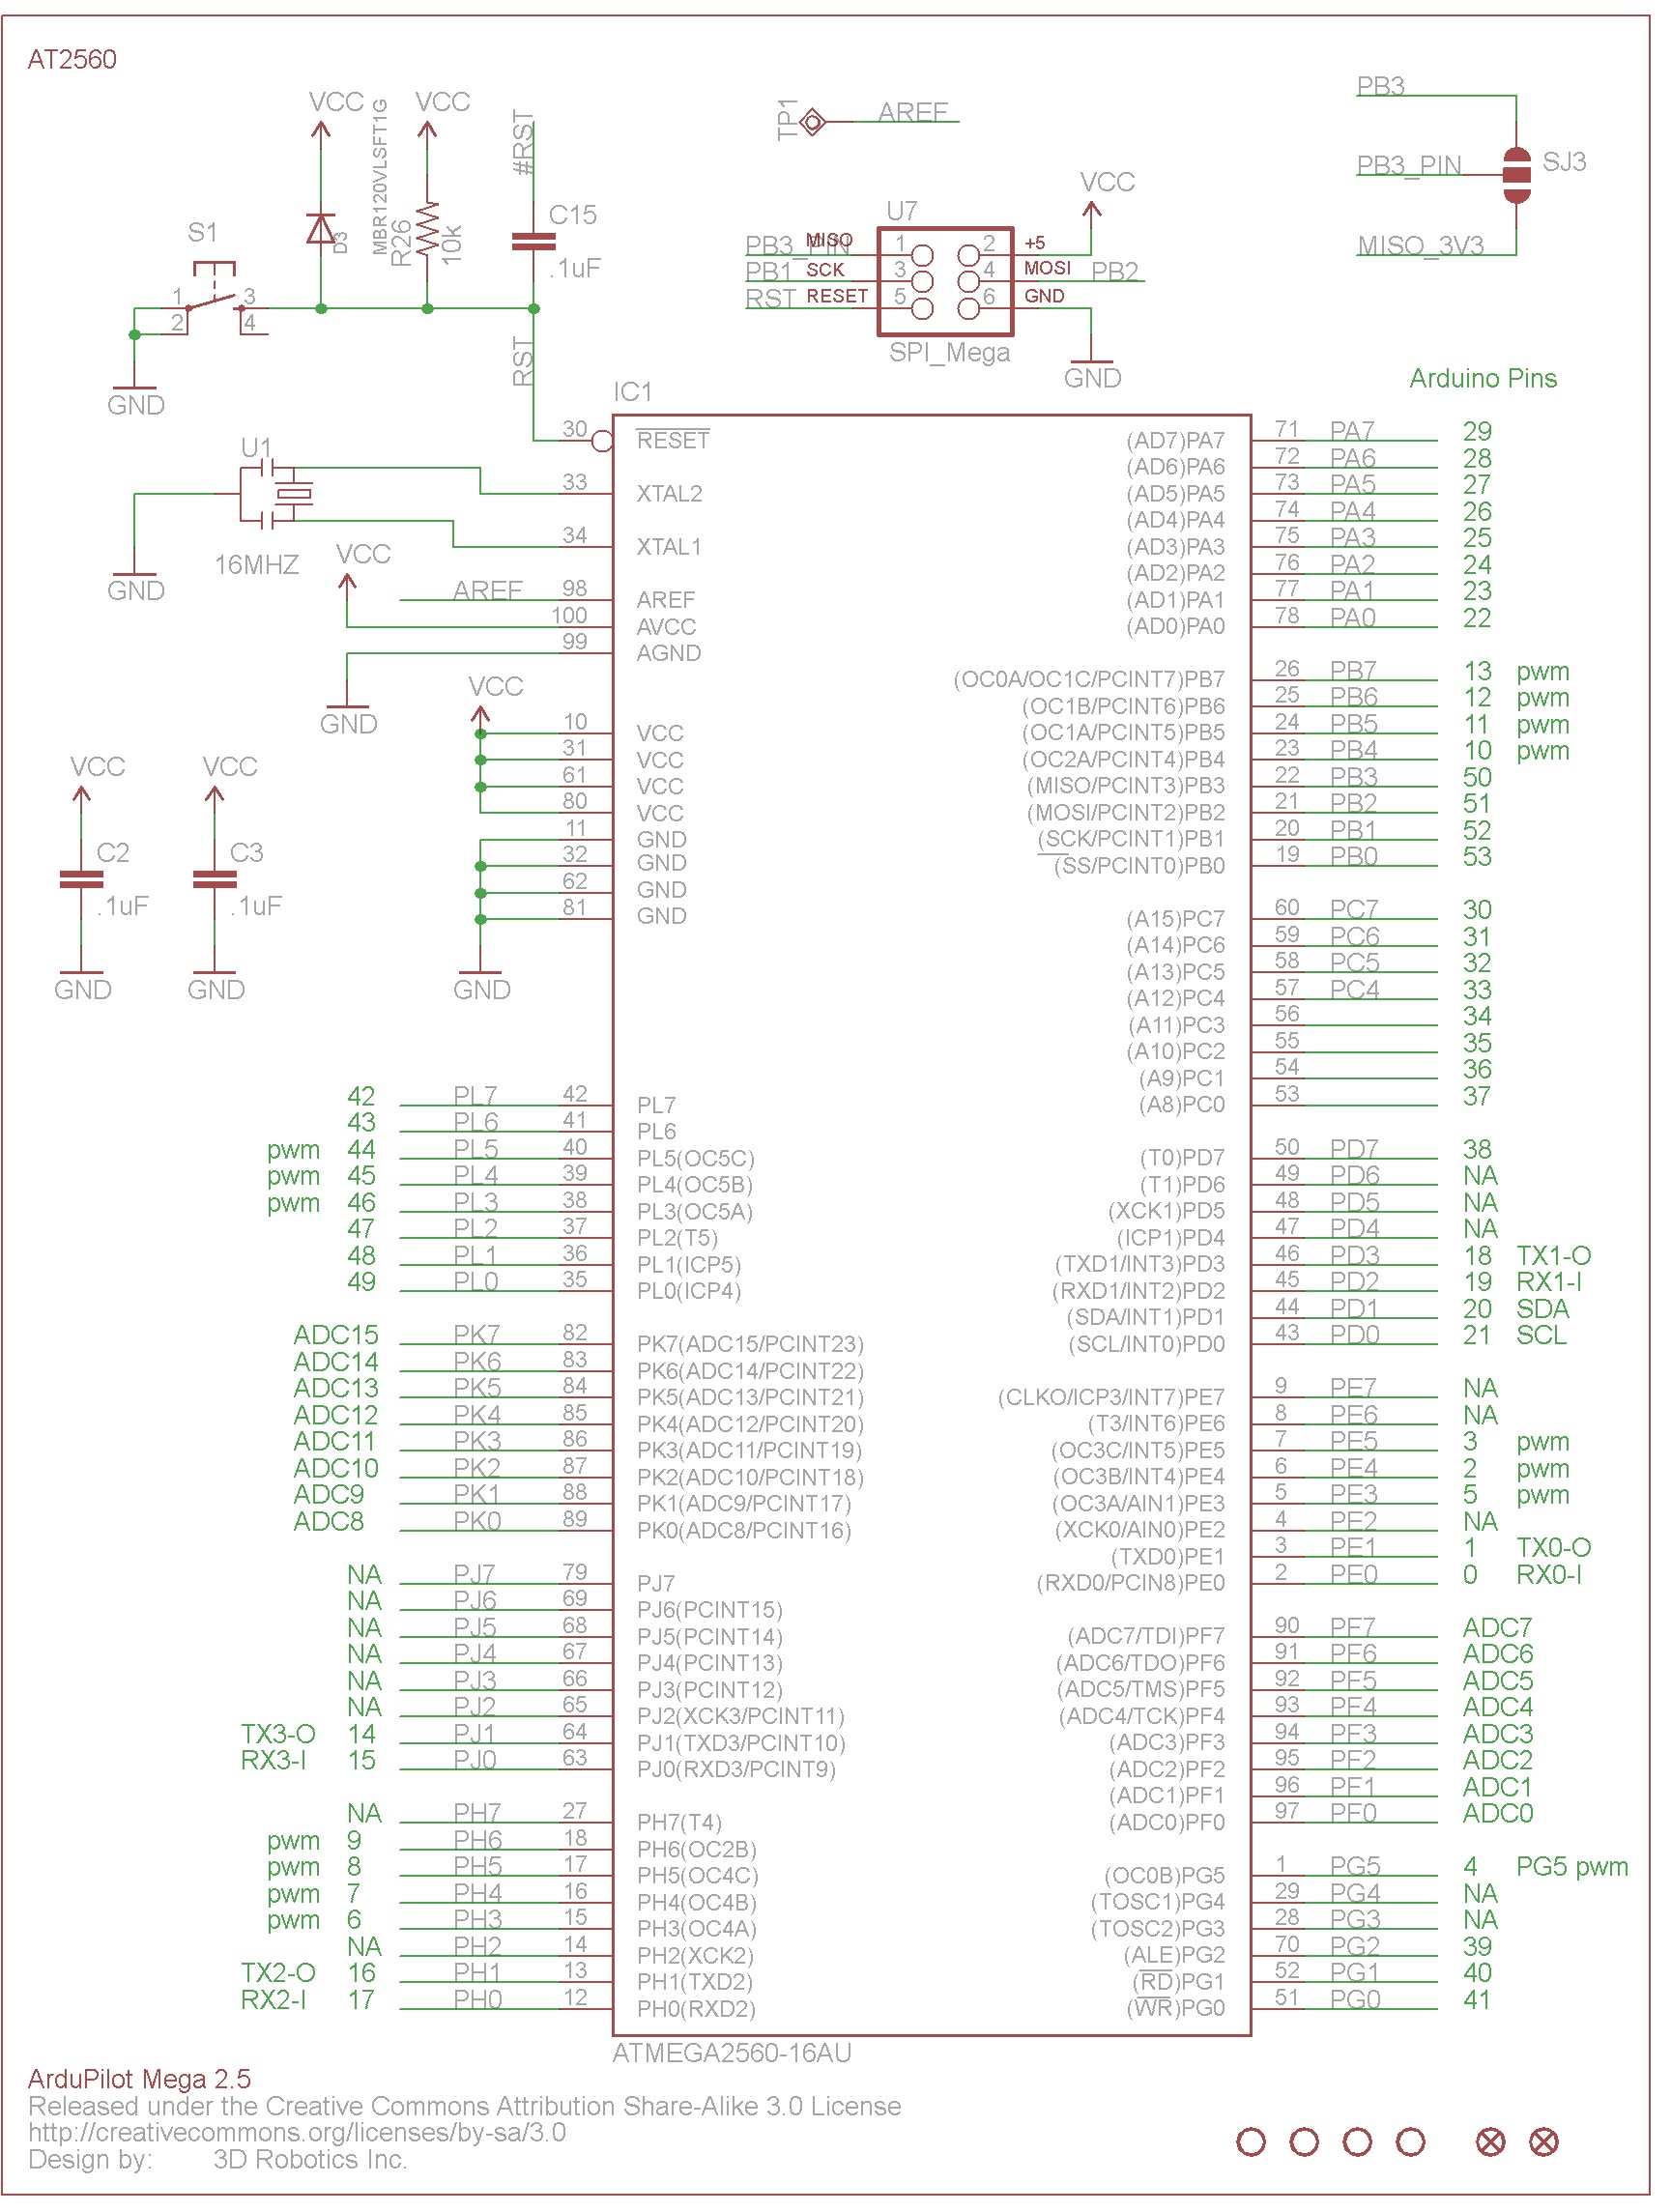 AT2560
VCC
MBR120VLSFT1G
VCC
#RST
TP1
AREF
PB3
PB3_PIN
SJ3
MISO_3V3
S1
1
2
3
4
D3
R26
10k
C15
.1uF
RST
GND
U7
VCC
PB3_PIN MISO 1 2 +5
PB1 SCK 3 4 MOSI PB2
RST RESET 5 6 GND
SPI_Mega
GND
Arduino Pins
IC1
U1
16MHZ
GND
VCC
GND
VCC
GND
VCC
C2
.1uF
GND
VCC
C3
.1uF
GND
30 RESET
33 XTAL2
34 XTAL1
AREF 98 AREF
100 AVCC
99 AGND
10 VCC
31 VCC
61 VCC
80 VCC
11 GND
32 GND
62 GND
81 GND
42 PL7 42 PL7
43 PL6 41 PL6
pwm 44 PL5 40 PL5(OC5C)
pwm 45 PL4 39 PL4(OC5B)
pwm 46 PL3 38 PL3(OC5A)
47 PL2 37 PL2(T5)
48 PL1 36 PL1(ICP5)
49 PL0 35 PL0(ICP4)
ADC15 PK7 82 PK7(ADC15/PCINT23)
ADC14 PK6 83 PK6(ADC14/PCINT22)
ADC13 PK5 84 PK5(ADC13/PCINT21)
ADC12 PK4 85 PK4(ADC12/PCINT20)
ADC11 PK3 86 PK3(ADC11/PCINT19)
ADC10 PK2 87 PK2(ADC10/PCINT18)
ADC9 PK1 88 PK1(ADC9/PCINT17)
ADC8 PK0 89 PK0(ADC8/PCINT16)
NA PJ7 79 PJ7
NA PJ6 69 PJ6(PCINT15)
NA PJ5 68 PJ5(PCINT14)
NA PJ4 67 PJ4(PCINT13)
NA PJ3 66 PJ3(PCINT12)
NA PJ2 65 PJ2(XCK3/PCINT11)
TX3-O 14 PJ1 64 PJ1(TXD3/PCINT10)
RX3-I 15 PJ0 63 PJ0(RXD3/PCINT9)
NA PH7 27 PH7(T4)
pwm 9 PH6 18 PH6(OC2B)
pwm 8 PH5 17 PH5(OC4C)
pwm 7 PH4 16 PH4(OC4B)
pwm 6 PH3 15 PH3(OC4A)
NA PH2 14 PH2(XCK2)
TX2-O 16 PH1 13 PH1(TXD2)
RX2-I 17 PH0 12 PH0(RXD2)
(AD7)PA7 71 PA7 29
(AD6)PA6 72 PA6 28
(AD5)PA5 73 PA5 27
(AD4)PA4 74 PA4 26
(AD3)PA3 75 PA3 25
(AD2)PA2 76 PA2 24
(AD1)PA1 77 PA1 23
(AD0)PA0 78 PA0 22
(OC0A/OC1C/PCINT7)PB7 26 PB7 13 pwm
(OC1B/PCINT6)PB6 25 PB6 12 pwm
(OC1A/PCINT5)PB5 24 PB5 11 pwm
(OC2A/PCINT4)PB4 23 PB4 10 pwm
(MISO/PCINT3)PB3 22 PB3 50
(MOSI/PCINT2)PB2 21 PB2 51
(SCK/PCINT1)PB1 20 PB1 52
(SS/PCINT0)PB0 19 PB0 53
(A15)PC7 60 PC7 30
(A14)PC6 59 PC6 31
(A13)PC5 58 PC5 32
(A12)PC4 57 PC4 33
(A11)PC3 56 34
(A10)PC2 55 35
(A9)PC1 54 36
(A8)PC0 53 37
(T0)PD7 50 PD7 38
(T1)PD6 49 PD6 NA
(XCK1)PD5 48 PD5 NA
(ICP1)PD4 47 PD4 NA
(TXD1/INT3)PD3 46 PD3 18 TX1-O
(RXD1/INT2)PD2 45 PD2 19 RX1-I
(SDA/INT1)PD1 44 PD1 20 SDA
(SCL/INT0)PD0 43 PD0 21 SCL
(CLKO/ICP3/INT7)PE7 9 PE7 NA
(T3/INT6)PE6 8 PE6 NA
(OC3C/INT5)PE5 7 PE5 3 pwm
(OC3B/INT4)PE4 6 PE4 2 pwm
(OC3A/AIN1)PE3 5 PE3 5 pwm
(XCK0/AIN0)PE2 4 PE2 NA
(TXD0)PE1 3 PE1 1 TX0-O
(RXD0/PCIN8)PE0 2 PE0 0 RX0-I
(ADC7/TDI)PF7 90 PF7 ADC7
(ADC6/TDO)PF6 91 PF6 ADC6
(ADC5/TMS)PF5 92 PF5 ADC5
(ADC4/TCK)PF4 93 PF4 ADC4
(ADC3)PF3 94 PF3 ADC3
(ADC2)PF2 95 PF2 ADC2
(ADC1)PF1 96 PF1 ADC1
(ADC0)PF0 97 PF0 ADC0
(OC0B)PG5 1 PG5 4 PG5 pwm
(TOSC1)PG4 29 PG4 NA
(TOSC2)PG3 28 PG3 NA
(ALE)PG2 70 PG2 39
(RD)PG1 52 PG1 40
(WR)PG0 51 PG0 41
ATMEGA2560-16AU
ArduPilot Mega 2.5
Released under the Creative Commons Attribution Share-Alike 3.0 License
http://creativecommons.org/licenses/by-sa/3.0
Design by: 3D Robotics Inc.